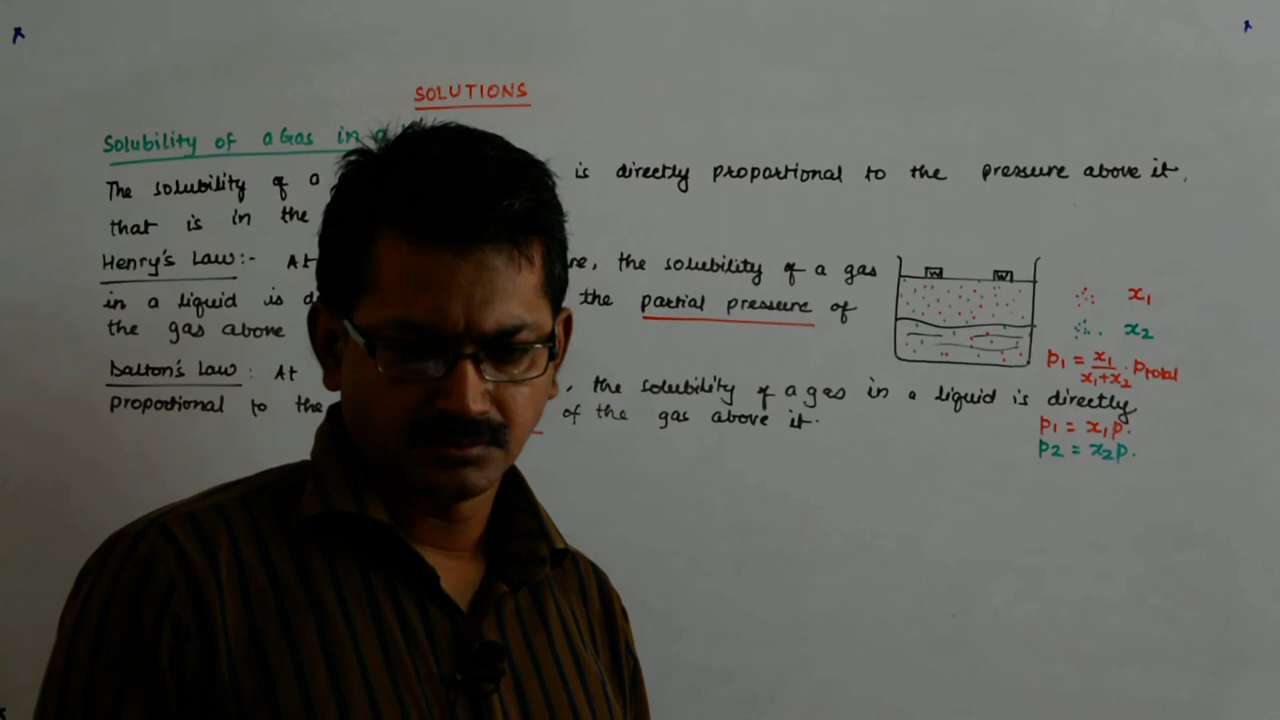 SOLUTIONS
Solubility of a Gas in a
The solubility of a is directly proportional to the pressure above it,
that is in the
Henry's Law:- At the solubility of a gas
in a liquid is the partial pressure of
the gas above
Dalton's Law : At , the solubility of a gas in a liquid is directly
proportional to the of the gas above it.
W W
x₁
x₂
P₁ = x₁/x₁+x₂ . Ptotal
P₁ = x₁P.
P2 = x₂P.